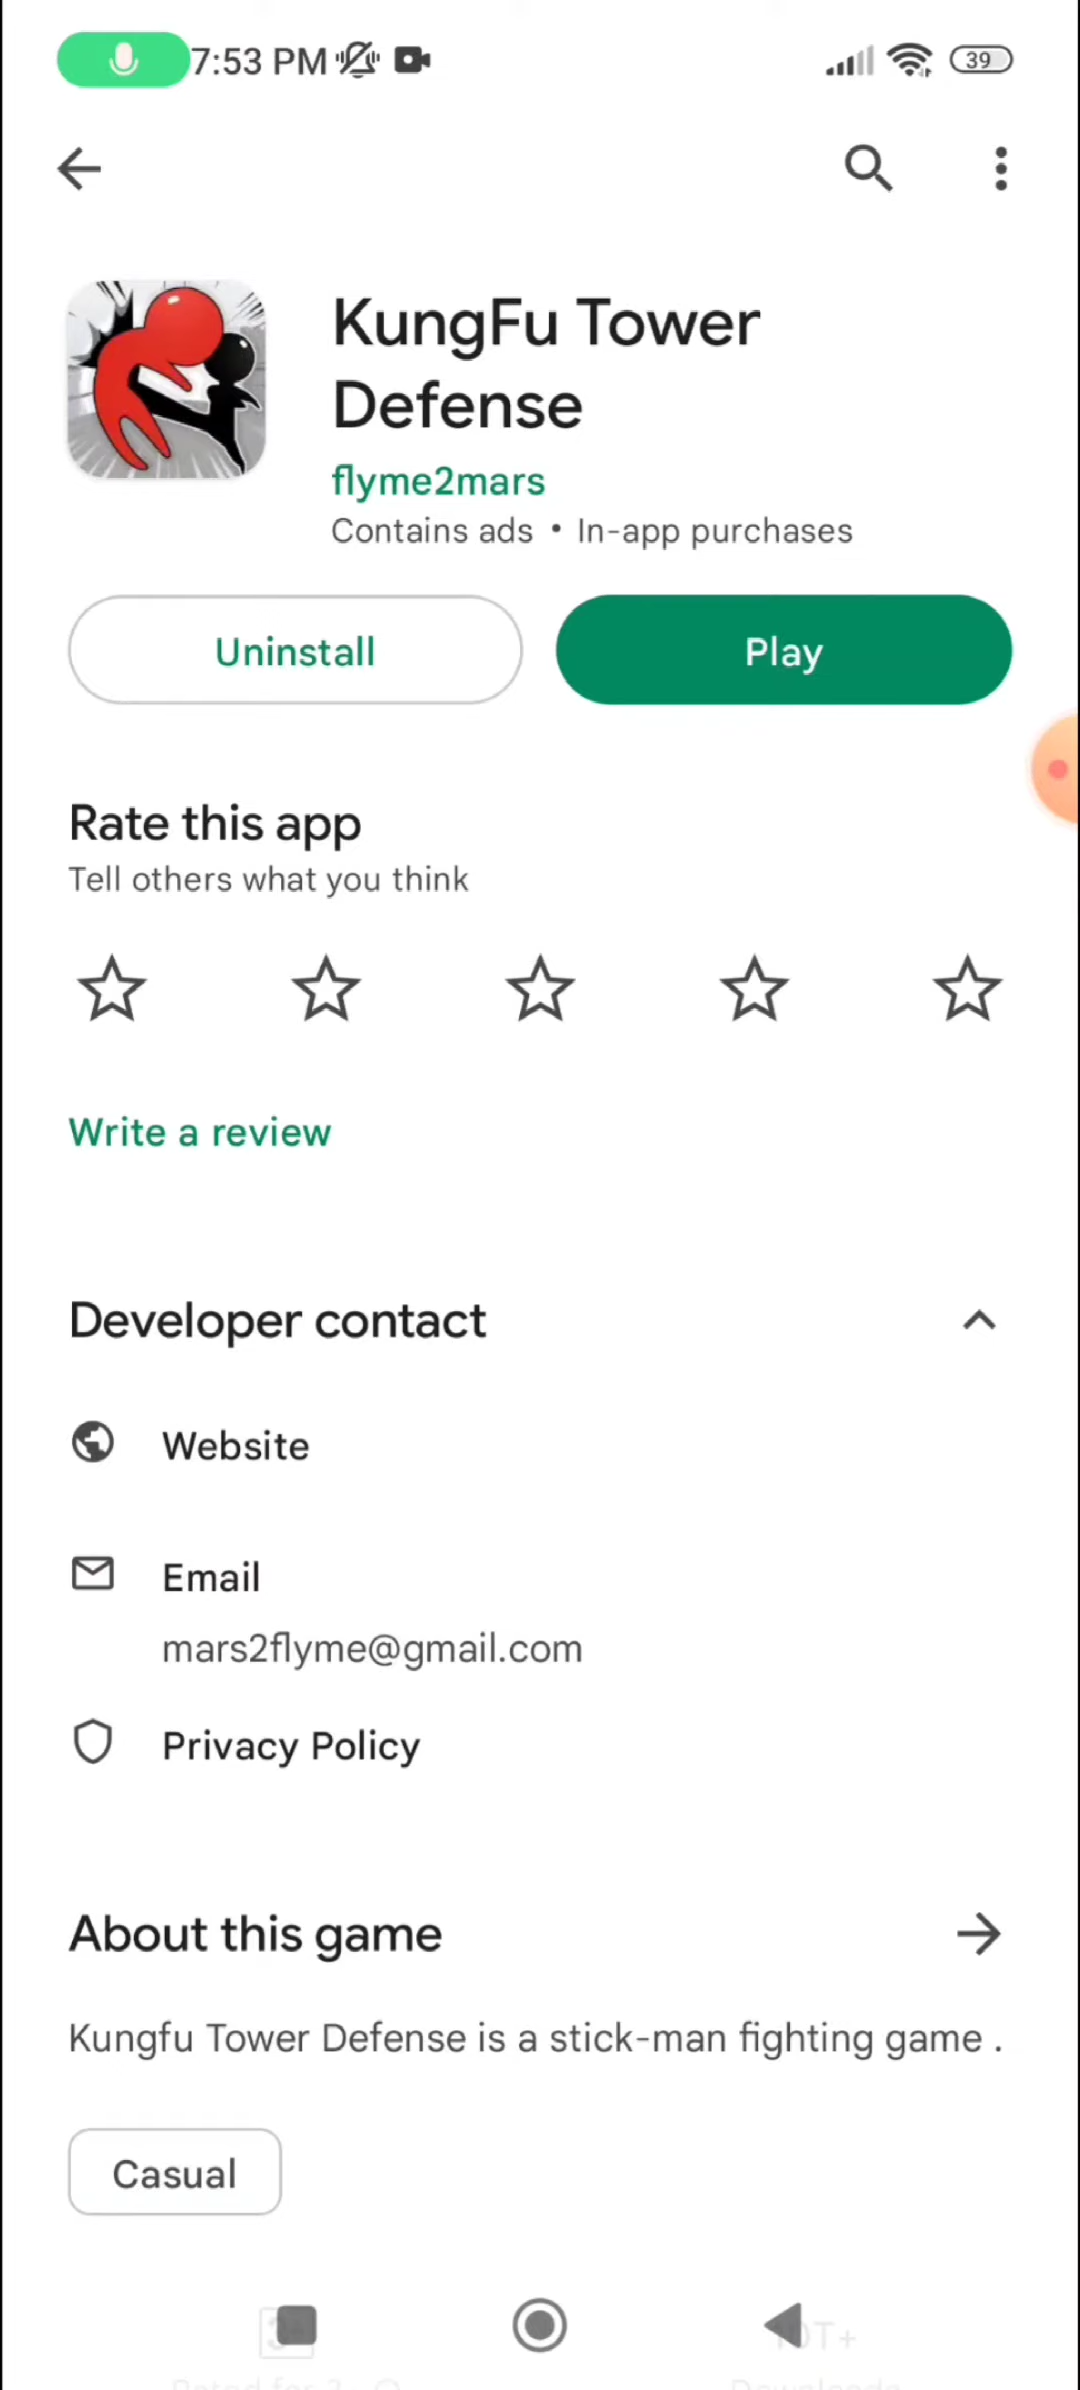 7:53 PM
39
KungFu Tower
Defense
flyme2mars
Contains ads • In-app purchases
Uninstall
Play
Rate this app
Tell others what you think
Write a review
Developer contact
Website
Email
mars2flyme@gmail.com
Privacy Policy
About this game
Kungfu Tower Defense is a stick-man fighting game .
Casual